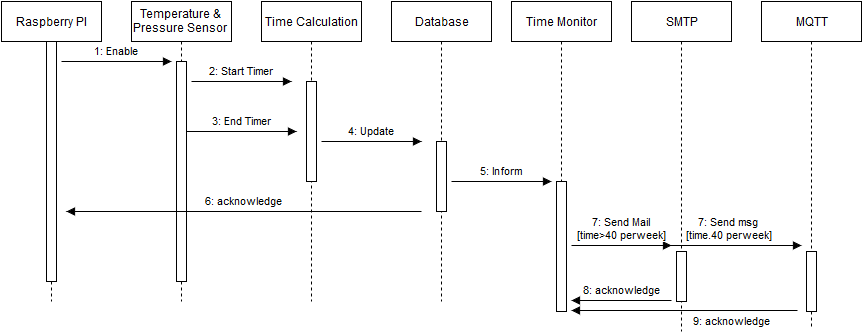 Raspberry PI
Temperature &
Pressure Sensor
Time Calculation
Database
Time Monitor
SMTP
MQTT
1: Enable
2: Start Timer
3: End Timer
4: Update
5: Inform
6: acknowledge
7: Send Mail
[time>40 perweek]
7: Send msg
[time.40 perweek]
8: acknowledge
9: acknowledge